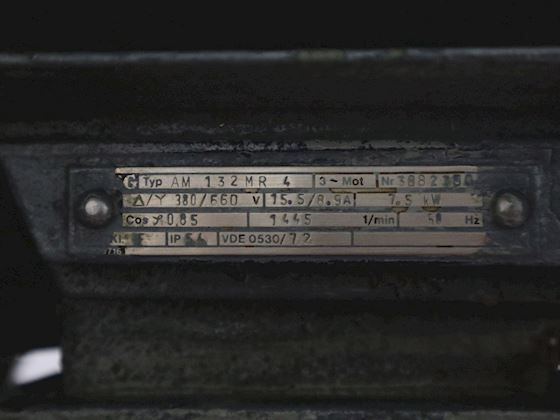 G Typ AM 132 MR 4 3~ Mot Nr 3882
△/Y 380/660 V 15.5/8.9A 7.5 kW
Cos φ 0,85 1445 1/min 50 Hz
IP 54 VDE 0530/72